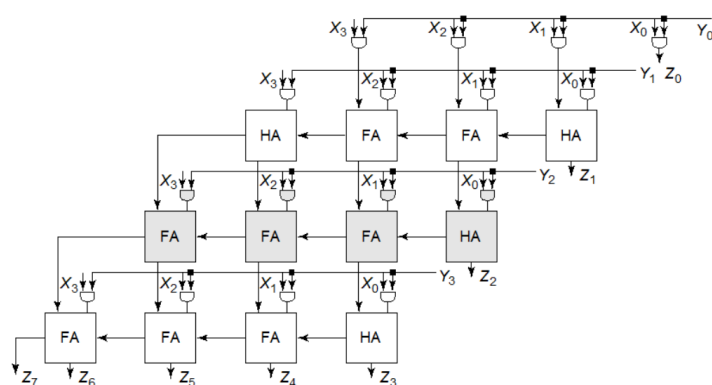 X3 X2 X1 X0 Y0
X3 X2 X1 X0 Y1 Z0
HA FA FA HA
X3 X2 X1 X0 Y2 Z1
FA FA FA HA
X3 X2 X1 X0 Y3 Z2
FA FA FA HA
Z7 Z6 Z5 Z4 Z3